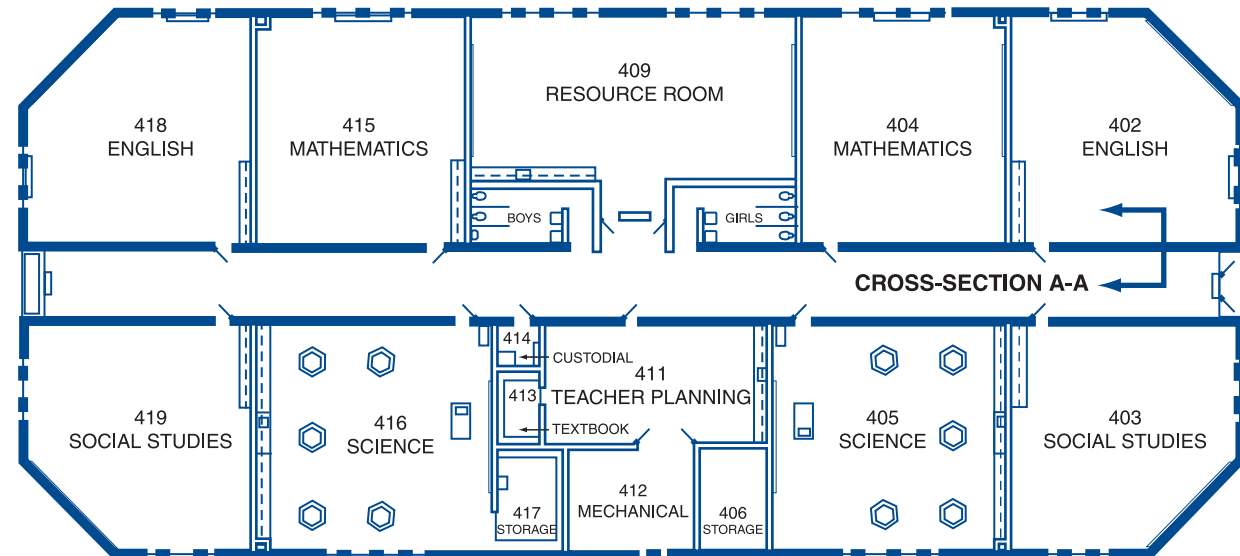 409
RESOURCE ROOM
418
ENGLISH
415
MATHEMATICS
404
MATHEMATICS
402
ENGLISH
BOYS
GIRLS
CROSS-SECTION A-A
414
CUSTODIAL
411
TEACHER PLANNING
413
TEXTBOOK
419
SOCIAL STUDIES
416
SCIENCE
405
SCIENCE
403
SOCIAL STUDIES
417
STORAGE
412
MECHANICAL
406
STORAGE